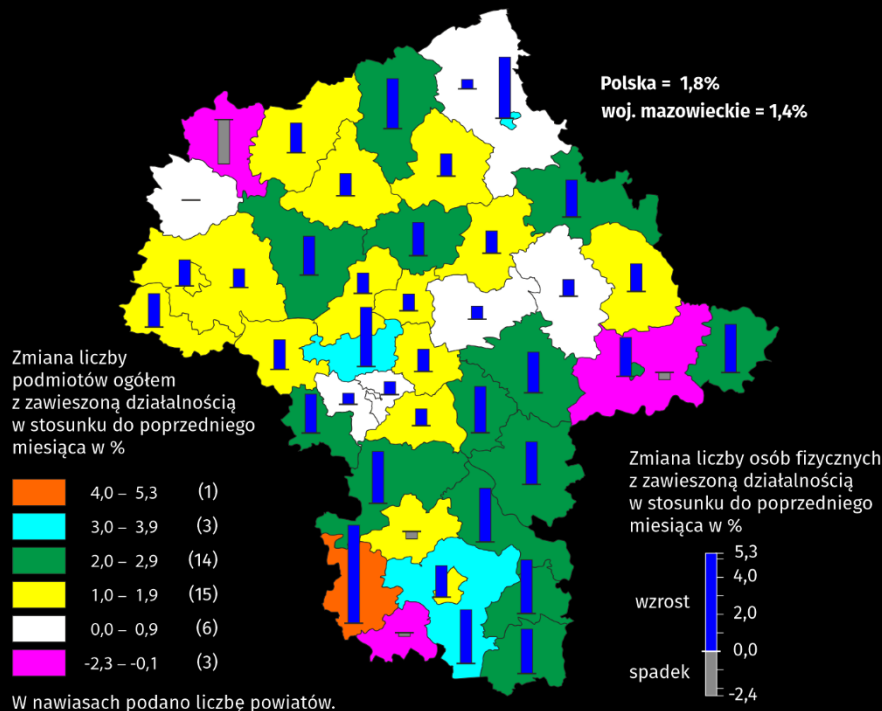 Polska = 1,8%
woj. mazowieckie = 1,4%
Zmiana liczby
podmiotów ogółem
z zawieszoną działalnością
w stosunku do poprzedniego
miesiąca w %
4,0 – 5,3 (1)
3,0 – 3,9 (3)
2,0 – 2,9 (14)
1,0 – 1,9 (15)
0,0 – 0,9 (6)
-2,3 – -0,1 (3)
W nawiasach podano liczbę powiatów.
Zmiana liczby osób fizycznych
z zawieszoną działalnością
w stosunku do poprzedniego
miesiąca w %
5,3
4,0
wzrost
2,0
0,0
spadek
-2,4